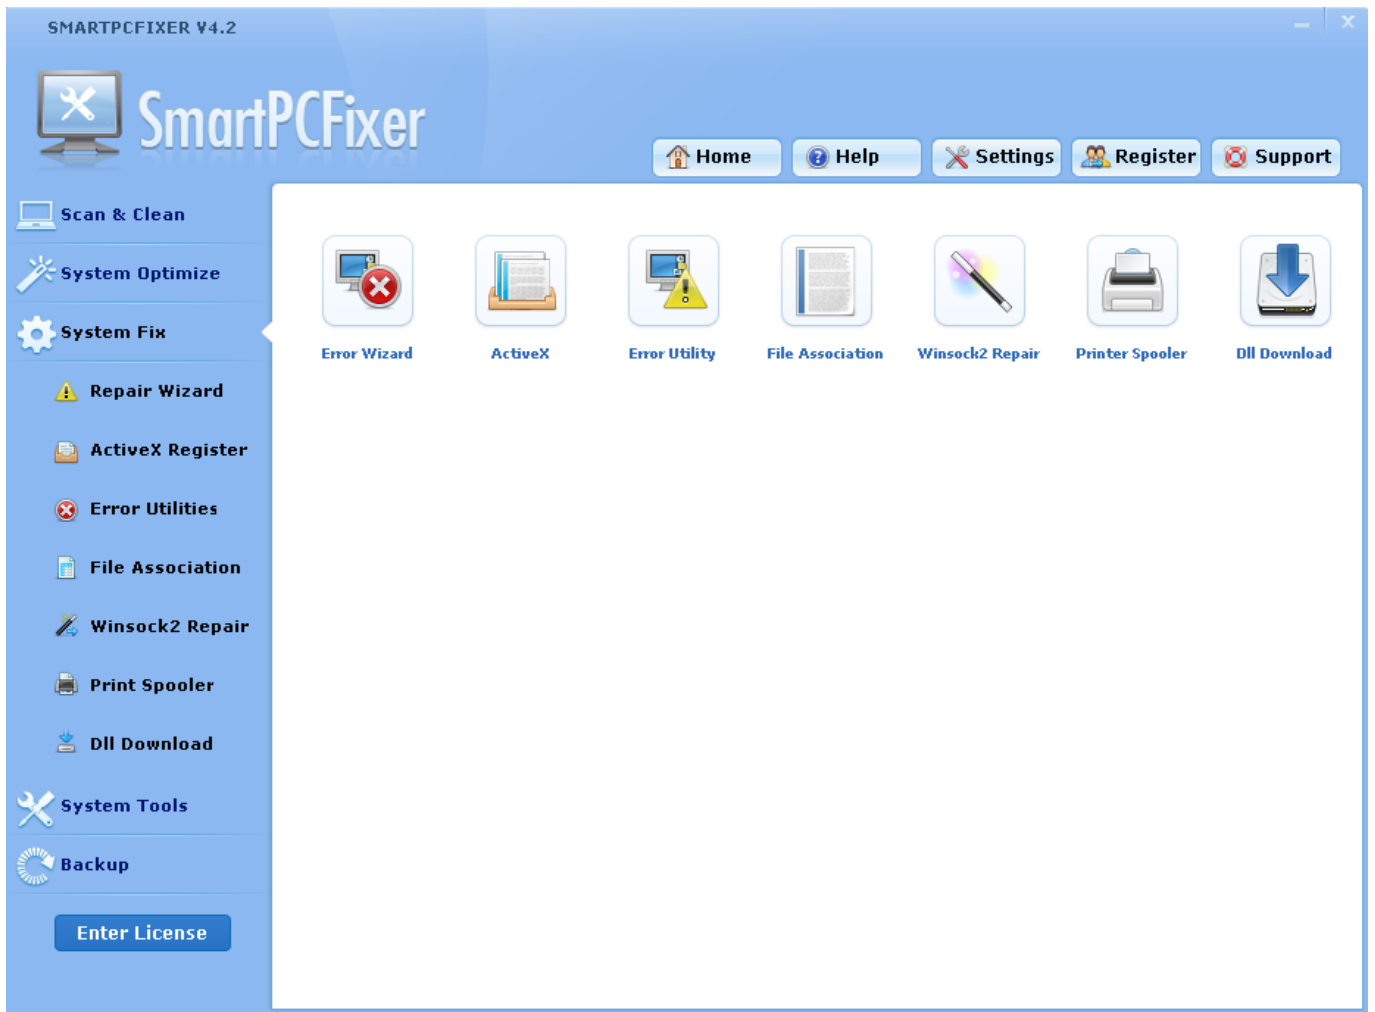 SMARTPCFIXER V4.2
SmartPCFixer
Home
Help
Settings
Register
Support
Scan & Clean
System Optimize
System Fix
Repair Wizard
ActiveX Register
Error Utilities
File Association
Winsock2 Repair
Print Spooler
Dll Download
System Tools
Backup
Enter License
Error Wizard
ActiveX
Error Utility
File Association
Winsock2 Repair
Printer Spooler
Dll Download